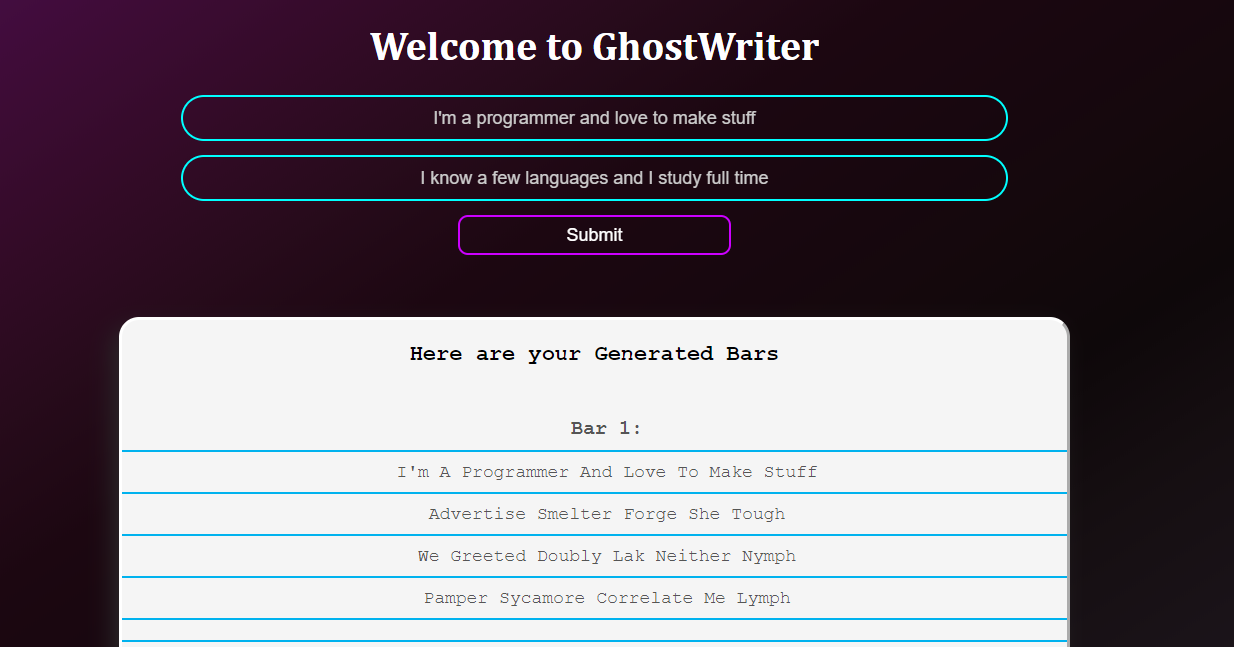 Welcome to GhostWriter
I'm a programmer and love to make stuff
I know a few languages and I study full time
Submit
Here are your Generated Bars
Bar 1:
I'm A Programmer And Love To Make Stuff
Advertise Smelter Forge She Tough
We Greeted Doubly Lak Neither Nymph
Pamper Sycamore Correlate Me Lymph